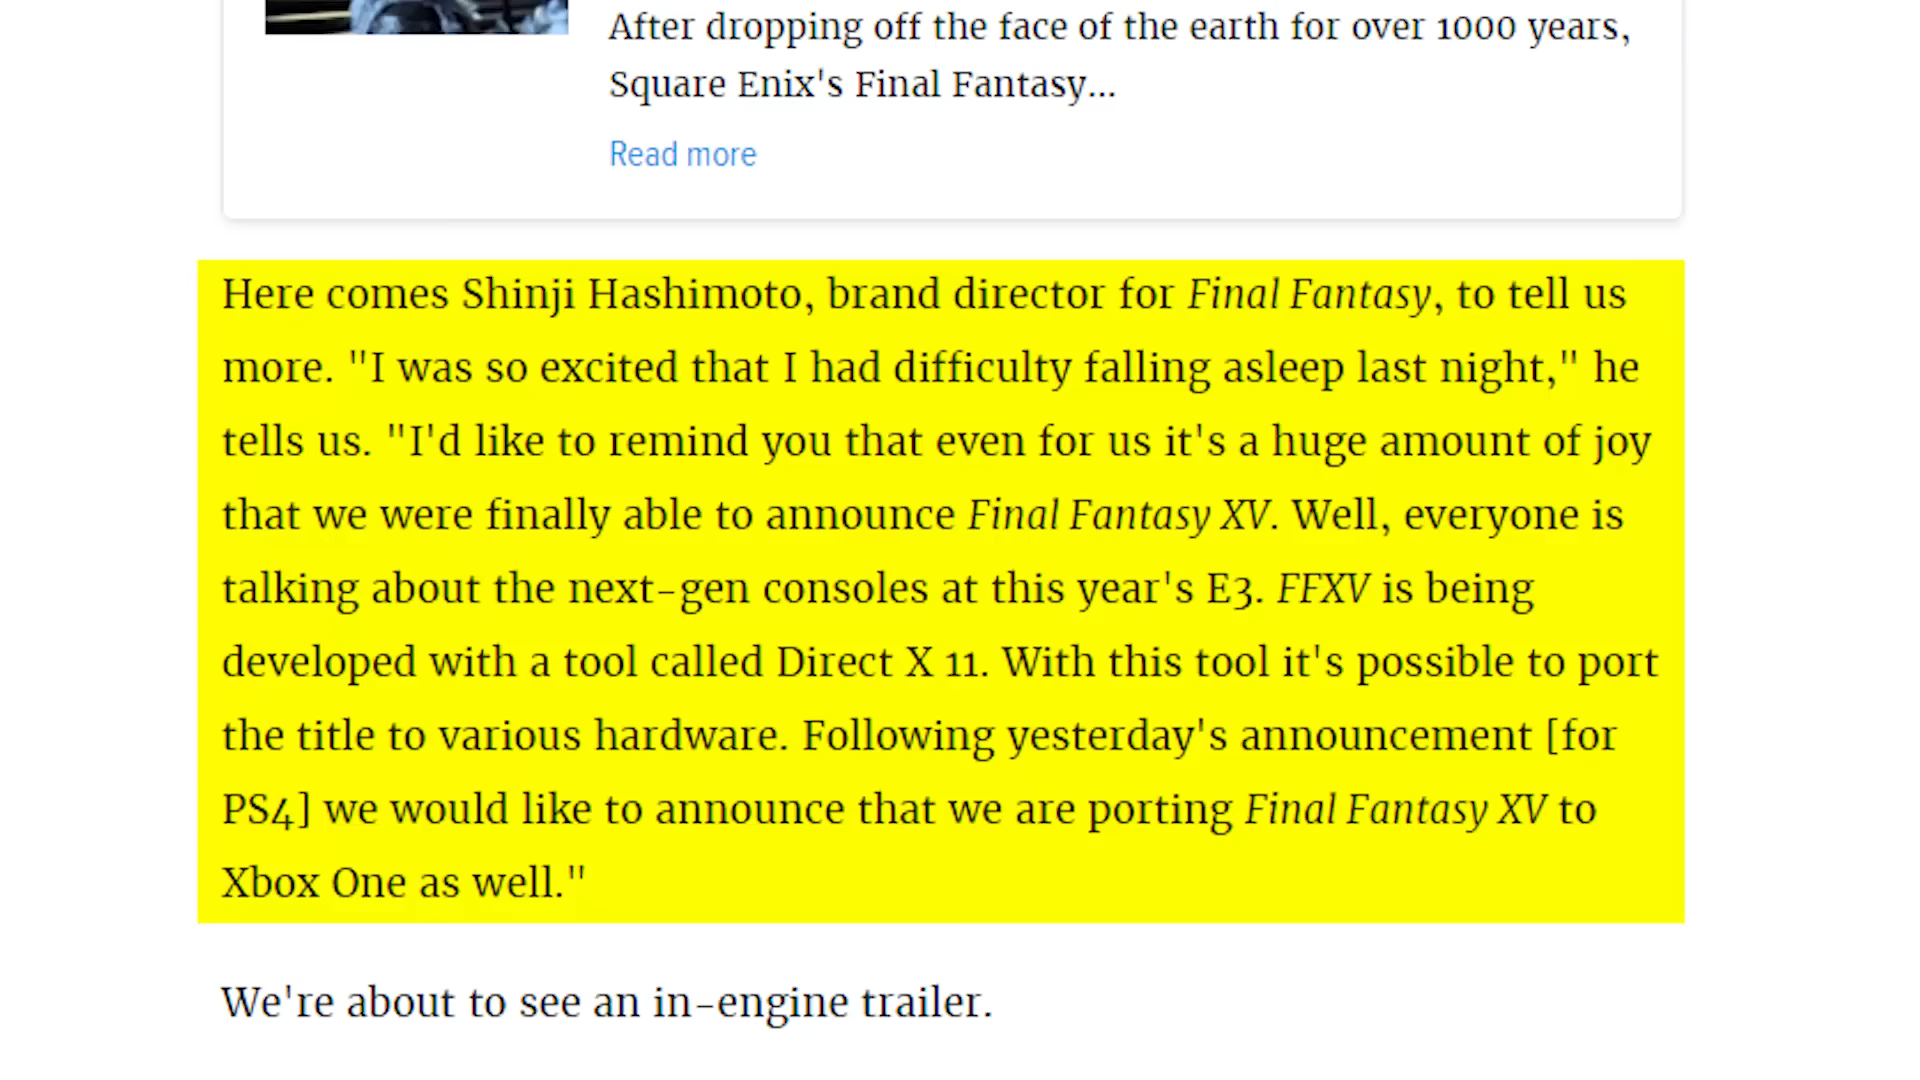 After dropping off the face of the earth for over 1000 years,
Square Enix's Final Fantasy...
Read more
Here comes Shinji Hashimoto, brand director for Final Fantasy, to tell us
more. "I was so excited that I had difficulty falling asleep last night," he
tells us. "I'd like to remind you that even for us it's a huge amount of joy
that we were finally able to announce Final Fantasy XV. Well, everyone is
talking about the next-gen consoles at this year's E3. FFXV is being
developed with a tool called Direct X 11. With this tool it's possible to port
the title to various hardware. Following yesterday's announcement [for
PS4] we would like to announce that we are porting Final Fantasy XV to
Xbox One as well."
We're about to see an in-engine trailer.